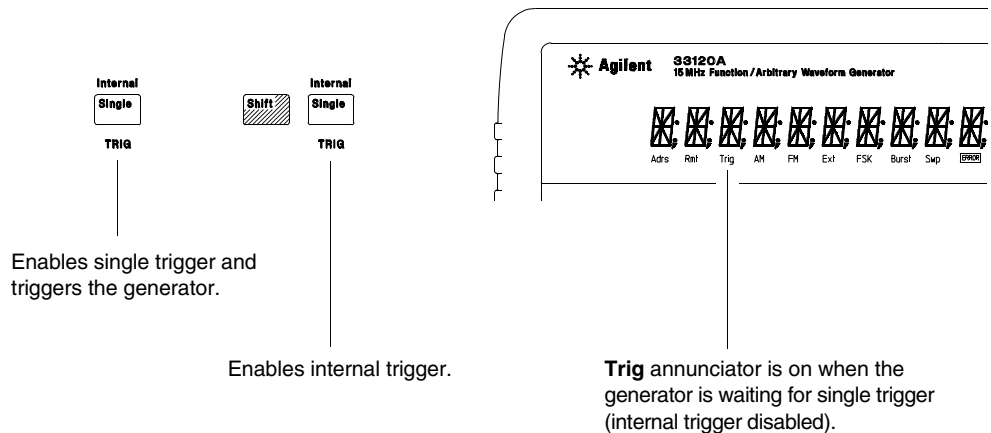 Agilent 33120A
15 MHz Function / Arbitrary Waveform Generator
Internal
Single
TRIG
Shift
Internal
Single
TRIG
Adrs Rmt Trig AM FM Ext FSK Burst Swp ERROR
Enables single trigger and
triggers the generator.
Enables internal trigger.
Trig annunciator is on when the
generator is waiting for single trigger
(internal trigger disabled).